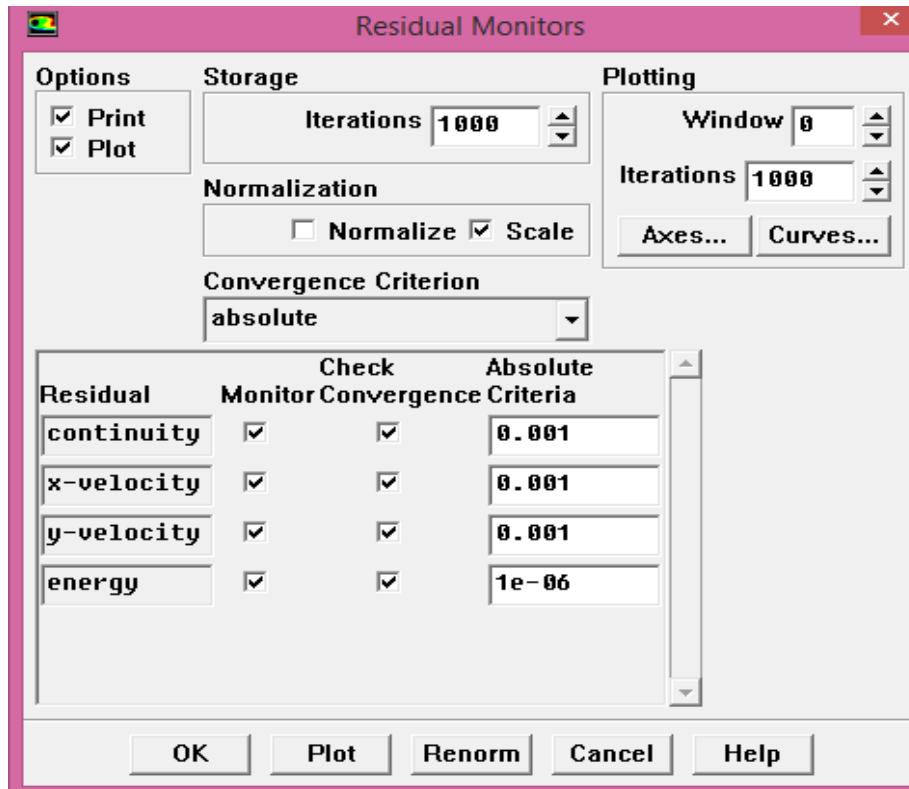 Residual Monitors
Options
Print
Plot
Storage
Iterations 1000
Normalization
Normalize Scale
Convergence Criterion
absolute
Plotting
Window 0
Iterations 1000
Axes... Curves...
Residual Monitor Check Convergence Absolute Criteria
continuity 0.001
x-velocity 0.001
y-velocity 0.001
energy 1e-06
OK Plot Renorm Cancel Help